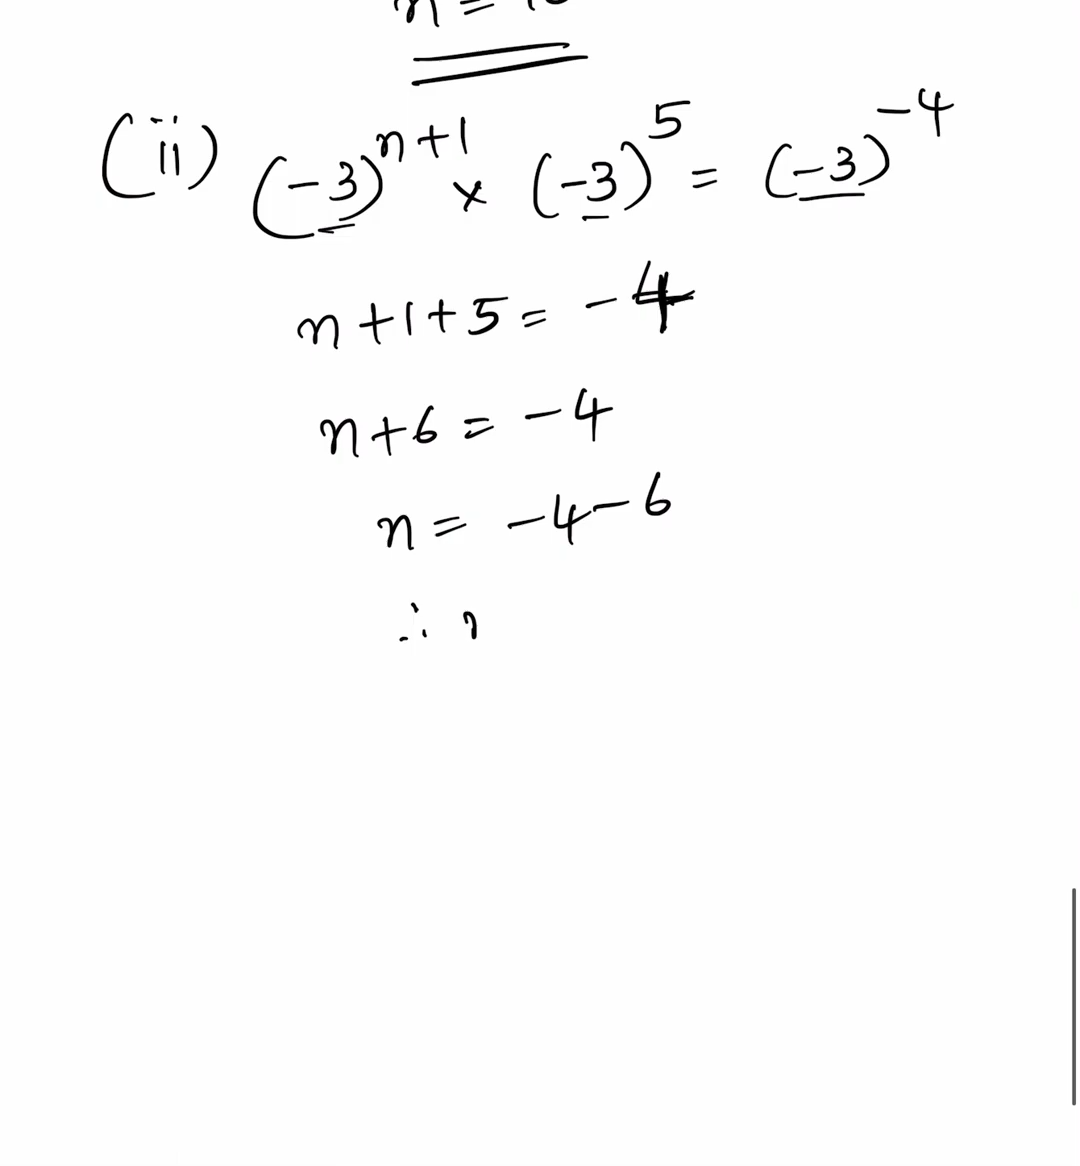 n =
(ii) (-3)^{n+1} × (-3)^5 = (-3)^{-4}
n+1+5 = -4
n+6 = -4
n = -4-6
∴